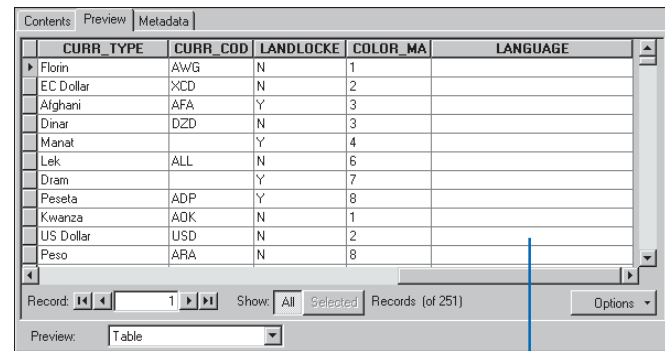 Contents Preview Metadata
CURR_TYPE CURR_COD LANDLOCKE COLOR_MA LANGUAGE
Florin AWG N 1
EC Dollar XCD N 2
Afghani AFA Y 3
Dinar DZD N 3
Manat Y 4
Lek ALL N 6
Dram Y 7
Peseta ADP Y 8
Kwanza AOK N 1
US Dollar USD N 2
Peso ARA N 8
Record: 1 Show: All Selected Records (of 251) Options
Preview: Table